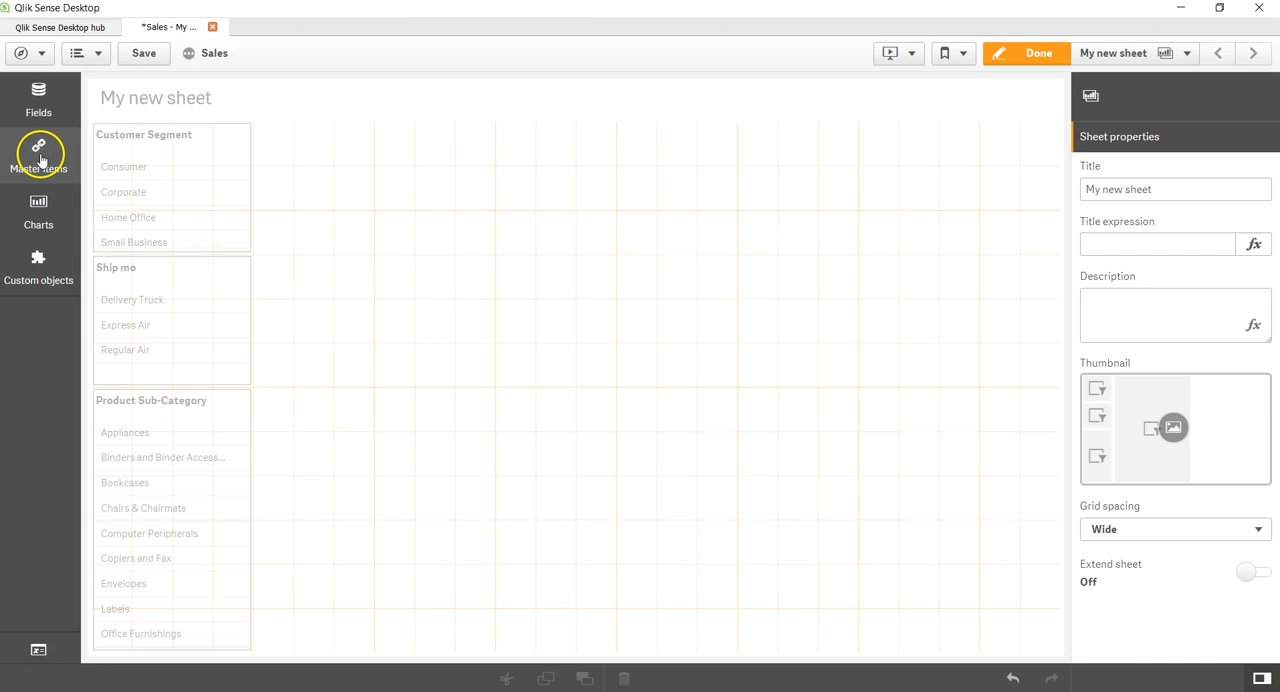 Qlik Sense Desktop
Qlik Sense Desktop hub
*Sales - My ...
Save
Sales
Done
My new sheet
Fields
Master items
Charts
Custom objects
My new sheet
Customer Segment
Consumer
Corporate
Home Office
Small Business
Ship mo
Delivery Truck
Express Air
Regular Air
Product Sub-Category
Appliances
Binders and Binder Access...
Bookcases
Chairs & Chairmats
Computer Peripherals
Copiers and Fax
Envelopes
Labels
Office Furnishings
Sheet properties
Title
My new sheet
Title expression
fx
Description
fx
Thumbnail
Grid spacing
Wide
Extend sheet
Off